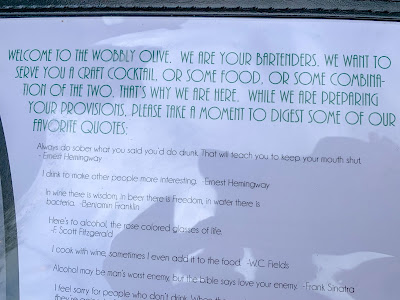 WELCOME TO THE WOBBLY OLIVE. WE ARE YOUR BARTENDERS. WE WANT TO
SERVE YOU A CRAFT COCKTAIL, OR SOME FOOD, OR SOME COMBINA-
TION OF THE TWO, THAT'S WHY WE ARE HERE. WHILE WE ARE PREPARING
YOUR PROVISIONS, PLEASE TAKE A MOMENT TO DIGEST SOME OF OUR
FAVORITE QUOTES:
Always do sober what you said you'd do drunk. That will teach you to keep your mouth shut.
- Ernest Hemingway
I drink to make other people more interesting. -Ernest Hemingway
In wine there is wisdom, in beer there is Freedom, in water there is
bacteria. -Benjamin Franklin
Here's to alcohol, the rose colored glasses of life.
-F. Scott Fitzgerald
I cook with wine, sometimes I even add it to the food. -W.C. Fields
Alcohol may be man's worst enemy, but the bible says love your enemy. -Frank Sinatra
I feel sorry for people who don't drink. When